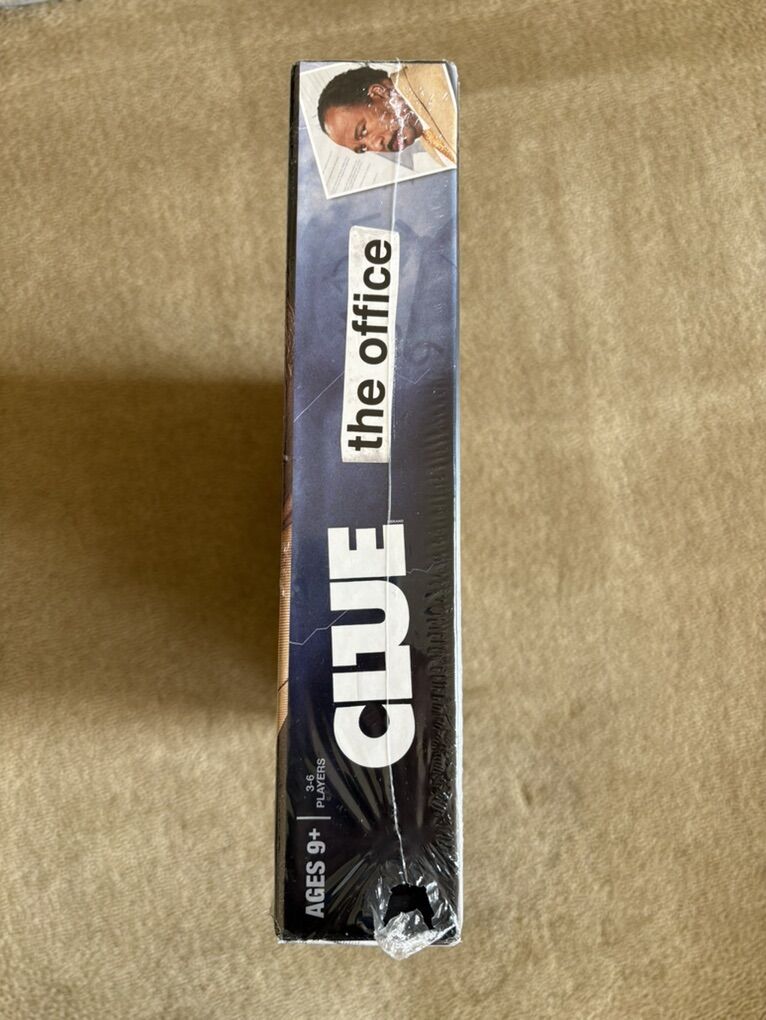 AGES 9+
3-6
PLAYERS
CLUE
the office